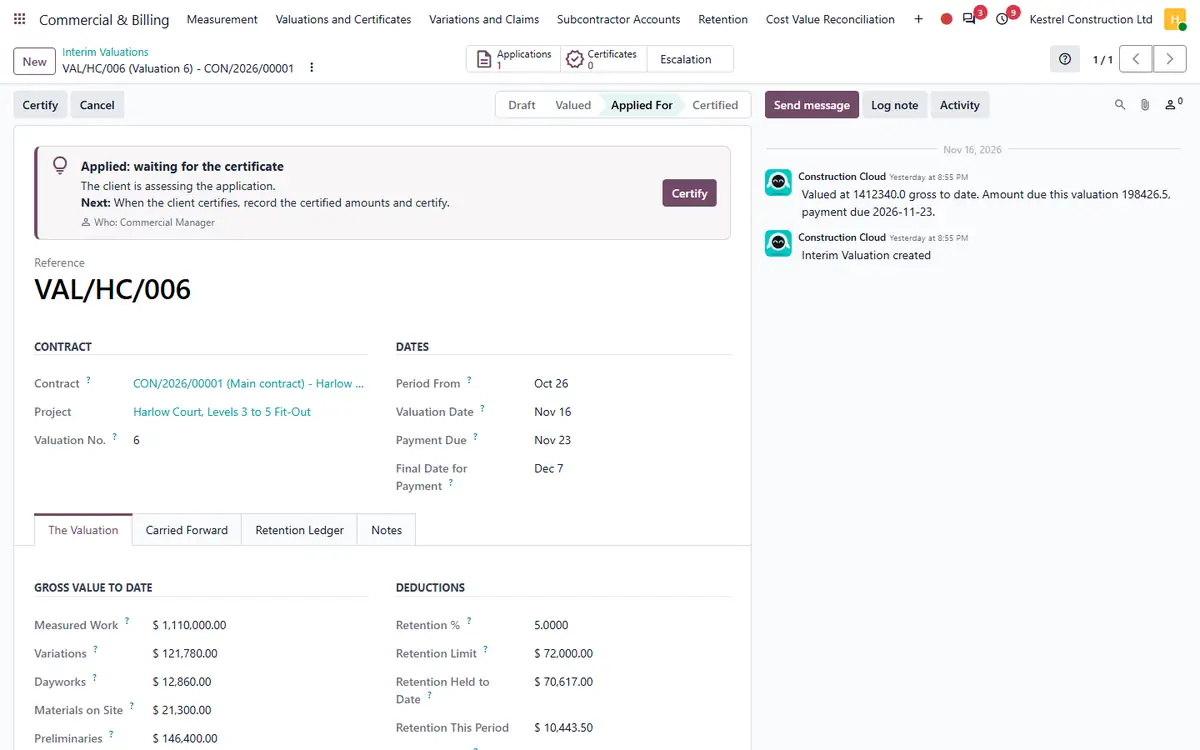 Commercial & Billing
Measurement
Valuations and Certificates
Variations and Claims
Subcontractor Accounts
Retention
Cost Value Reconciliation
+
3
9
Kestrel Construction Ltd
H
New
Interim Valuations
VAL/HC/006 (Valuation 6) - CON/2026/00001
Applications
1
Certificates
0
Escalation
1 / 1
Certify
Cancel
Draft
Valued
Applied For
Certified
Send message
Log note
Activity
0
Applied: waiting for the certificate
The client is assessing the application.
Next: When the client certifies, record the certified amounts and certify.
Who: Commercial Manager
Certify
Nov 16, 2026
Construction Cloud Yesterday at 8:55 PM
Valued at 1412340.0 gross to date. Amount due this valuation 198426.5,
payment due 2026-11-23.
Construction Cloud Yesterday at 8:55 PM
Interim Valuation created
Reference
VAL/HC/006
CONTRACT
Contract ? CON/2026/00001 (Main contract) - Harlow ...
Project Harlow Court, Levels 3 to 5 Fit-Out
Valuation No. ? 6
DATES
Period From ? Oct 26
Valuation Date ? Nov 16
Payment Due ? Nov 23
Final Date for
Payment ? Dec 7
The Valuation
Carried Forward
Retention Ledger
Notes
GROSS VALUE TO DATE
Measured Work ? $ 1,110,000.00
Variations ? $ 121,780.00
Dayworks ? $ 12,860.00
Materials on Site ? $ 21,300.00
Preliminaries ? $ 146,400.00
DEDUCTIONS
Retention % ? 5.0000
Retention Limit ? $ 72,000.00
Retention Held to
Date ? $ 70,617.00
Retention This Period $ 10,443.50
?